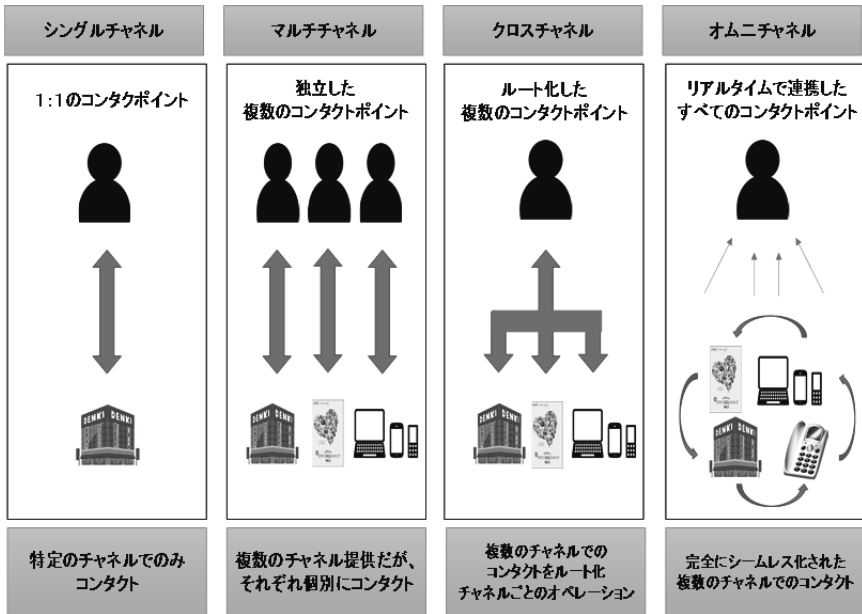 シングルチャネル
1:1のコンタクポイント
DENKI DENKI
特定のチャネルでのみ
コンタクト
マルチチャネル
独立した
複数のコンタクトポイント
DENKI DENKI
複数のチャネル提供だが、
それぞれ個別にコンタクト
クロスチャネル
ルート化した
複数のコンタクトポイント
DENKI DENKI
複数のチャネルでの
コンタクトをルート化
チャネルごとのオペレーション
オムニチャネル
リアルタイムで連携した
すべてのコンタクトポイント
DENKI DENKI
完全にシームレス化された
複数のチャネルでのコンタクト